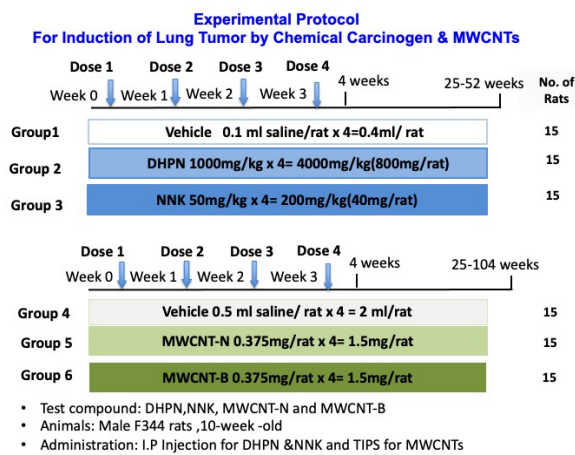 Experimental Protocol
For Induction of Lung Tumor by Chemical Carcinogen & MWCNTs
Dose 1 Dose 2 Dose 3 Dose 4
Week 0 Week 1 Week 2 Week 3 4 weeks 25-52 weeks No. of Rats
Group1 Vehicle 0.1 ml saline/rat x 4=0.4ml/ rat 15
Group 2 DHPN 1000mg/kg x 4= 4000mg/kg(800mg/rat) 15
Group 3 NNK 50mg/kg x 4= 200mg/kg(40mg/rat) 15
Dose 1 Dose 2 Dose 3 Dose 4
Week 0 Week 1 Week 2 Week 3 4 weeks 25-104 weeks
Group 4 Vehicle 0.5 ml saline/ rat x 4 = 2 ml/rat 15
Group 5 MWCNT-N 0.375mg/rat x 4= 1.5mg/rat 15
Group 6 MWCNT-B 0.375mg/rat x 4= 1.5mg/rat 15
• Test compound: DHPN,NNK, MWCNT-N and MWCNT-B
• Animals: Male F344 rats ,10-week -old
• Administration: I.P Injection for DHPN &NNK and TIPS for MWCNTs